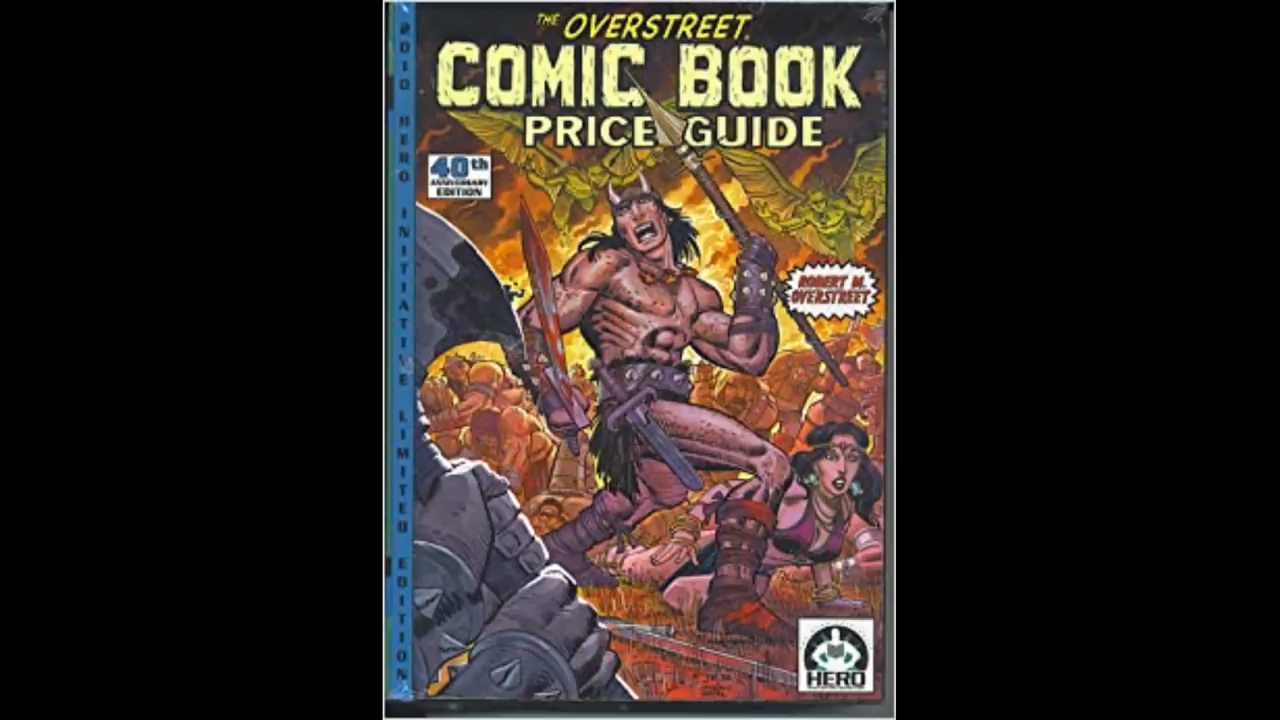 THE OVERSTREET®
COMIC BOOK
PRICE GUIDE
40th
ANNIVERSARY
EDITION
ROBERT M.
OVERSTREET
2010 HERO INITIATIVE LIMITED EDITION
HERO